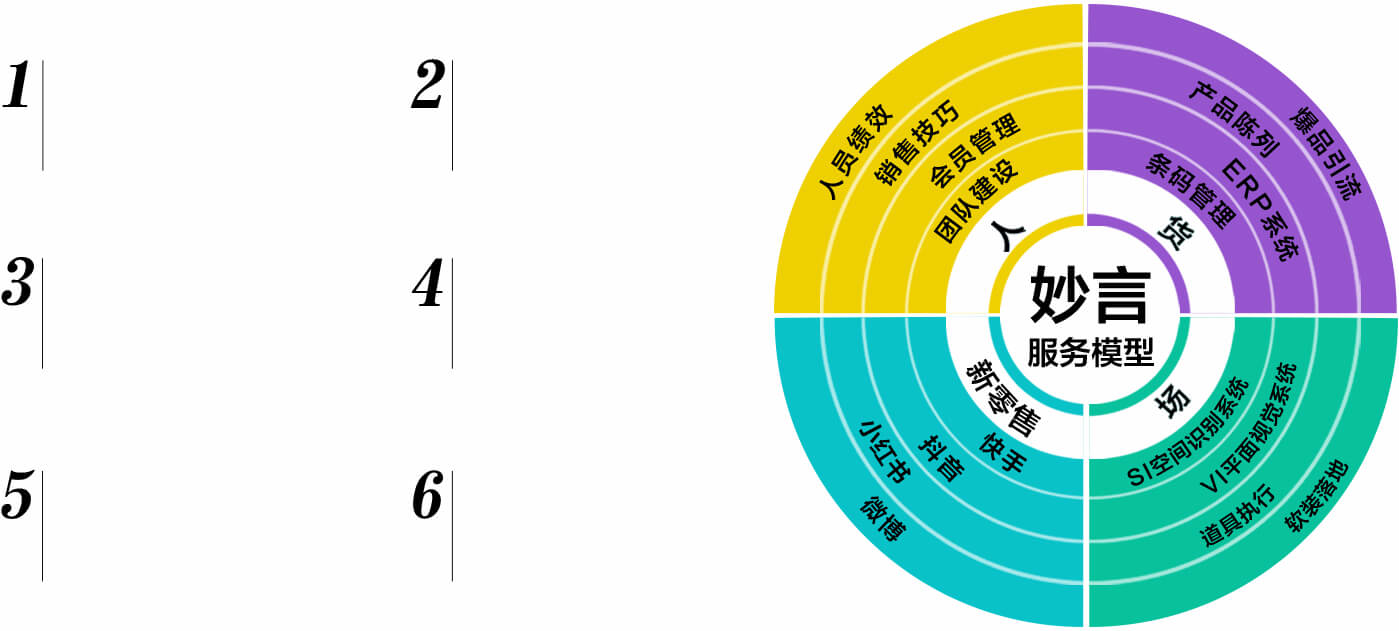 1
2
3
4
5
6
人员绩效
销售技巧
会员管理
团队建设
人
爆品引流
产品陈列
ERP系统
条码管理
货
妙言
服务模型
新零售
快手
抖音
小红书
微博
场
SI空间识别系统
VI平面视觉系统
道具执行
软装落地